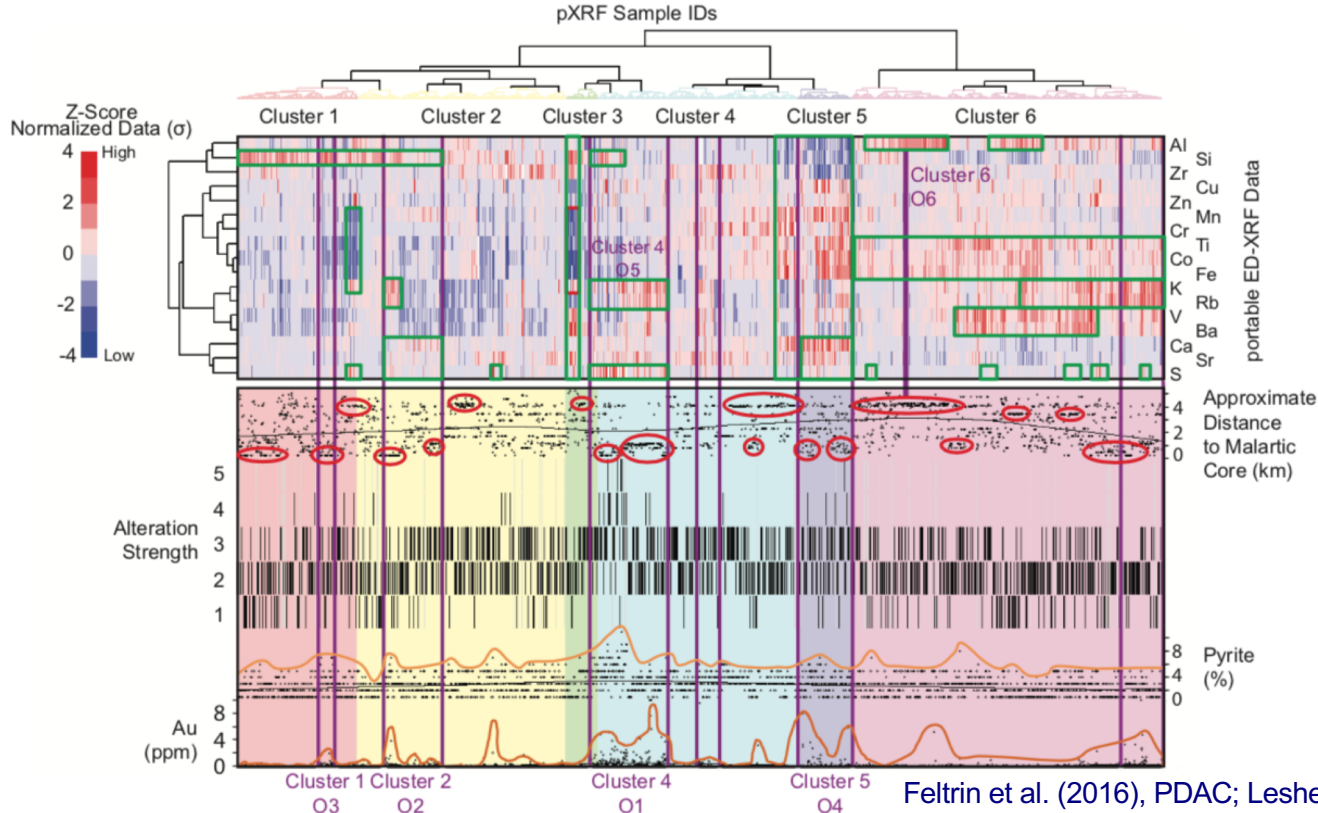 pXRF Sample IDs
Z-Score
Normalized Data (σ)
4 High
2
0
-2
-4 Low
Cluster 1 Cluster 2 Cluster 3 Cluster 4 Cluster 5 Cluster 6
Al
Si
Zr
Cu
Zn
Mn
Cr
Ti
Co
Fe
K
Rb
V
Ba
Ca
Sr
S
portable ED-XRF Data
Cluster 6
O6
Cluster 4
O5
4
2
0
Approximate
Distance
to Malartic
Core (km)
Alteration
Strength
5
4
3
2
1
8
4
0
Pyrite
(%)
Au
(ppm)
8
4
0
Cluster 1 Cluster 2 Cluster 4 Cluster 5
O3 O2 O1 O4
Feltrin et al. (2016), PDAC;